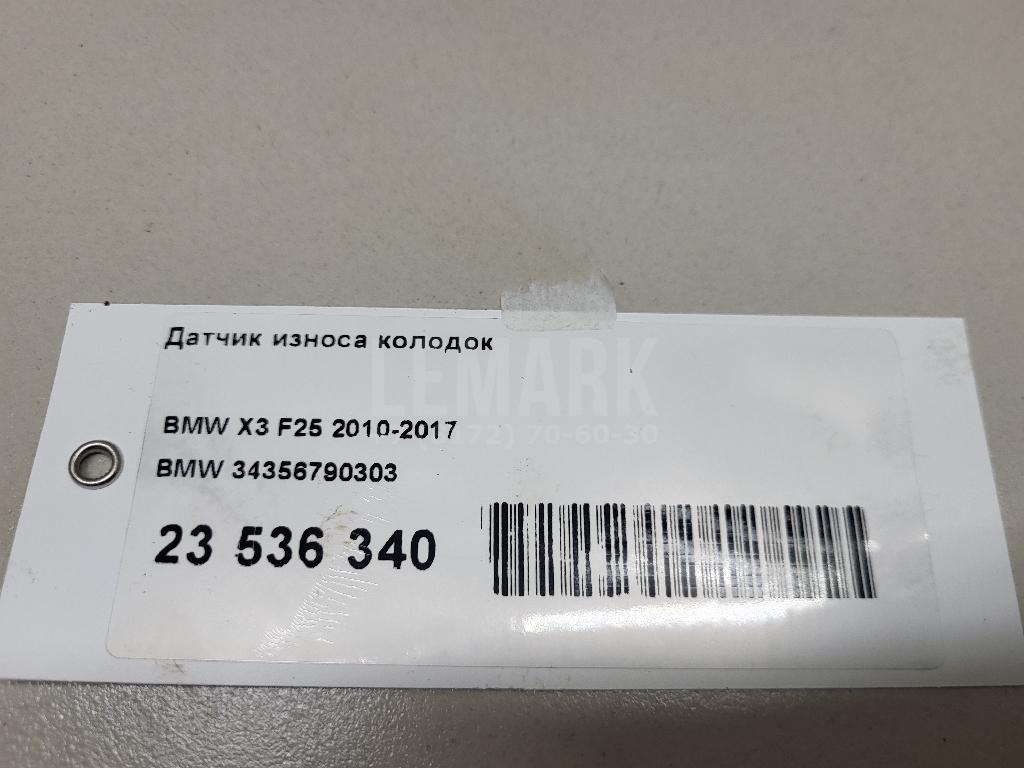 Датчик износа колодок
LEMARK
BMW X3 F25 2010-2017
72) 70-60-30
BMW 34356790303
23 536 340